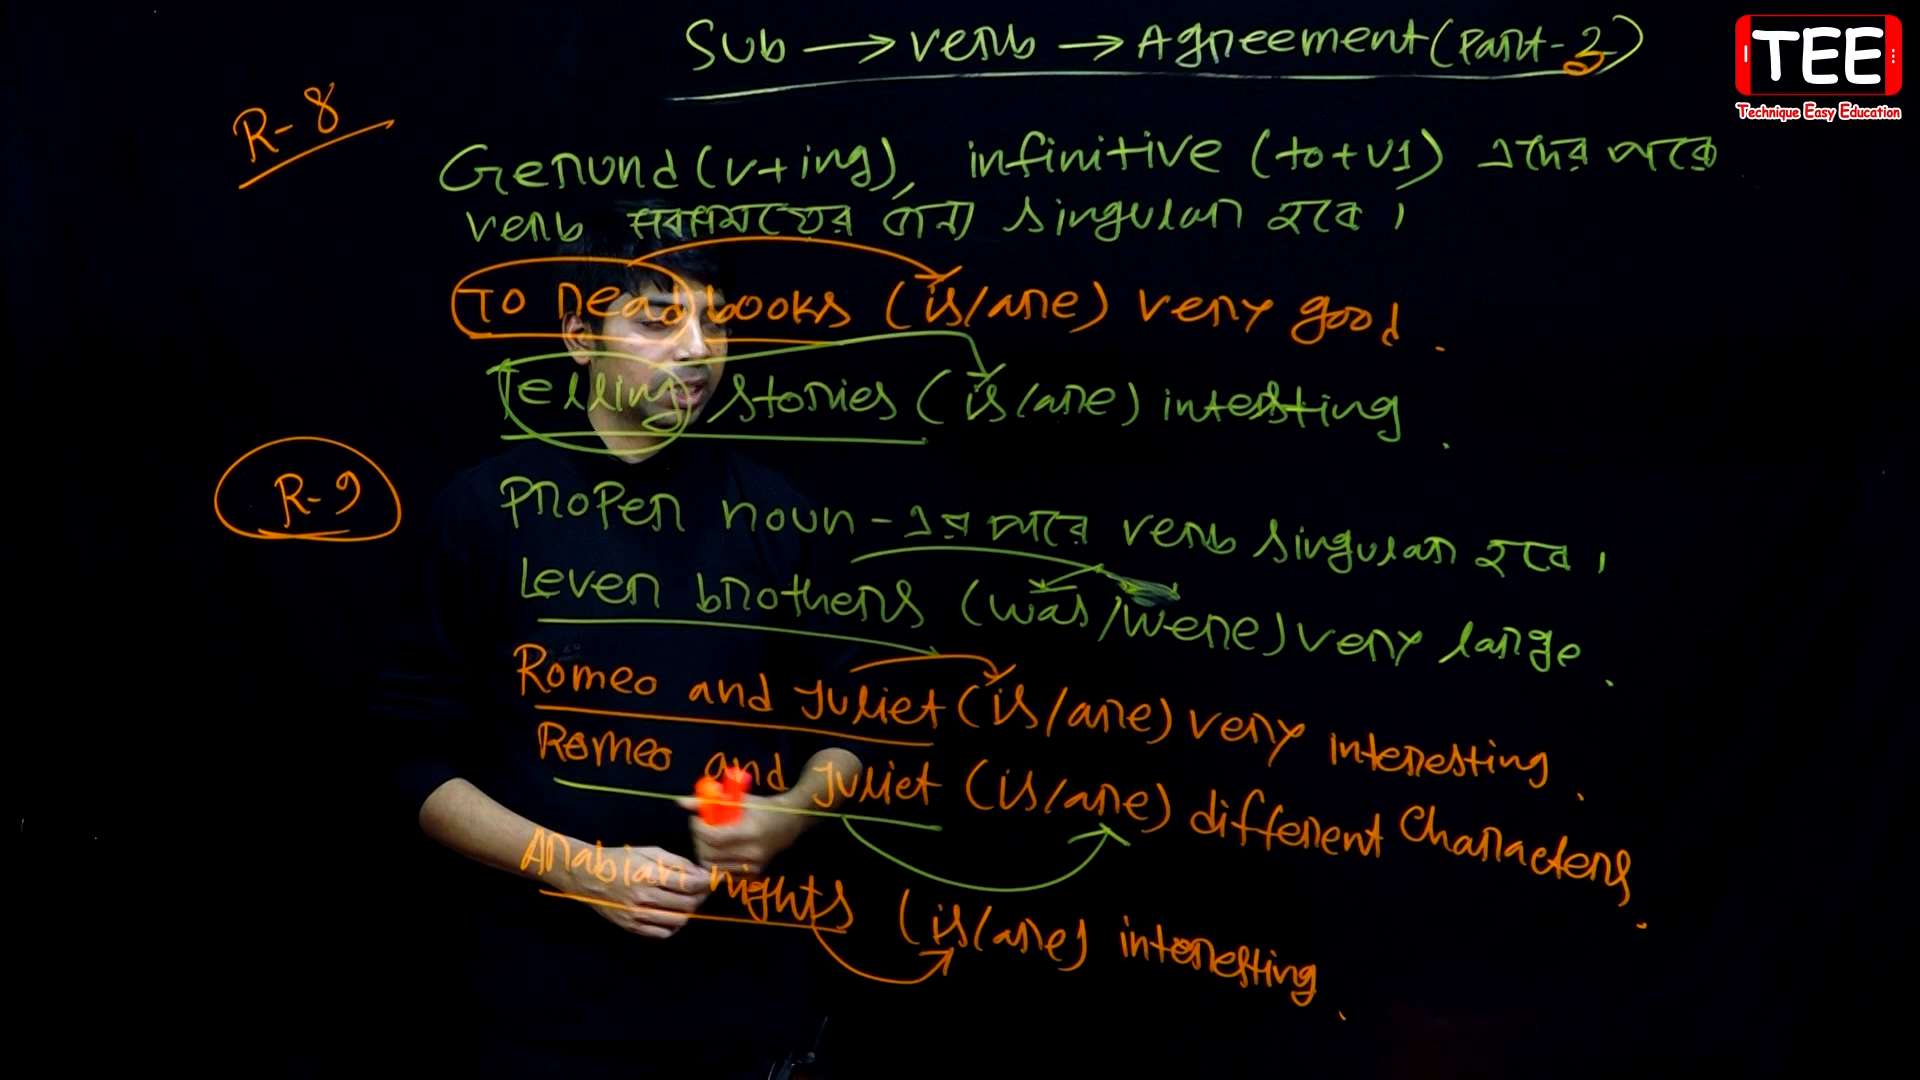 Sub → verb → Agreement (Part-3)
TEE
Technique Easy Education
R-8
Gerund (v+ing), infinitive (to+v1) এদের পরে
verb সবসময়ের জন্য singular হবে।
To read books (is/are) very good.
Telling stories (is/are) intersting.
R-9
Proper noun-এর পরে verb singular হবে।
Leven brothers (was/were) very large.
Romeo and Juliet (is/are) very interesting.
Romeo and Juliet (is/are) different characters.
Arabian nights (is/are) interesting.